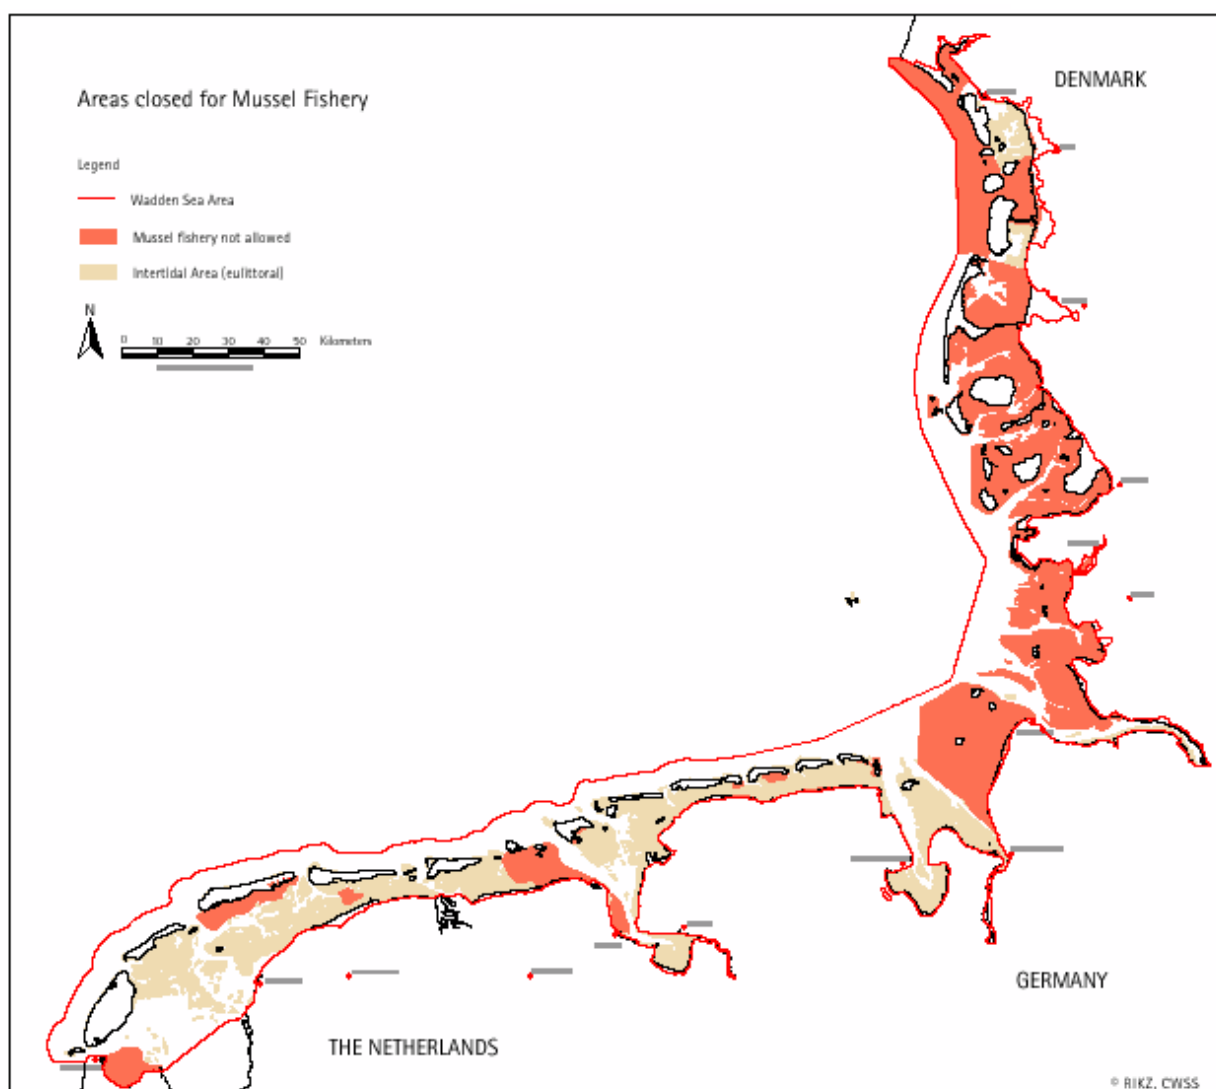 Areas closed for Mussel Fishery
DENMARK
Legend
Wadden Sea Area
Mussel fishery not allowed
Intertidal Area (eulittoral)
N
0 10 20 30 40 50 Kilometers
GERMANY
THE NETHERLANDS
© RIKZ, CWSS